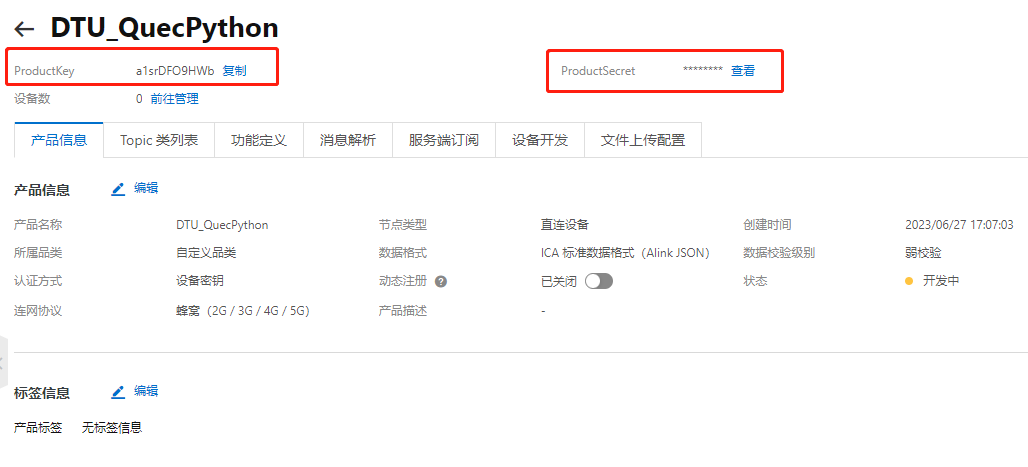 DTU_QuecPython
ProductKey a1srDFO9HWb 复制 ProductSecret ******** 查看
设备数 0 前往管理
产品信息 Topic 类列表 功能定义 消息解析 服务端订阅 设备开发 文件上传配置
产品信息 编辑
产品名称 DTU_QuecPython 节点类型 直连设备 创建时间 2023/06/27 17:07:03
所属品类 自定义品类 数据格式 ICA 标准数据格式（Alink JSON） 数据校验级别 弱校验
认证方式 设备密钥 动态注册 ? 已关闭 状态 开发中
连网协议 蜂窝（2G / 3G / 4G / 5G） 产品描述 -
标签信息 编辑
产品标签 无标签信息